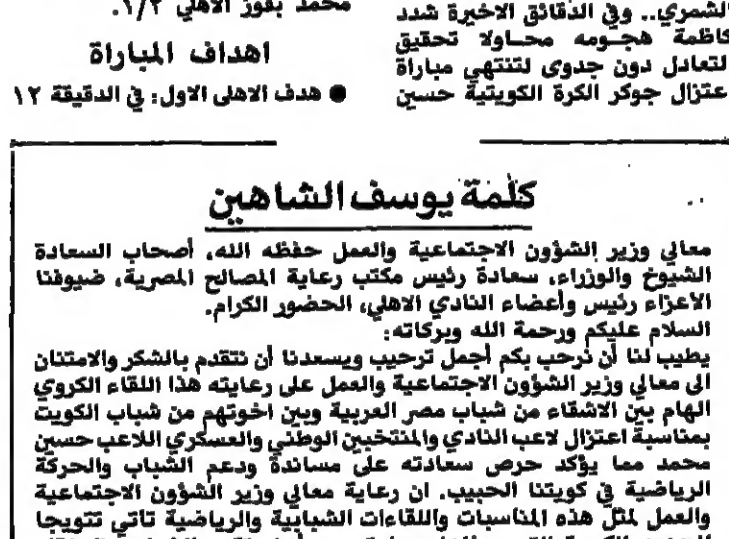 الشمري.. وفي الدقائق الاخيرة شدد
كاظمة هجومه محاولا تحقيق
التعادل دون جدوى لتنتهي مباراة
اعتزال جوكر الكرة الكويتية حسين
محمد بفوز الاهلي ١/٢.
اهداف المباراة
● هدف الاهلي الاول: في الدقيقة ١٢
كلمة يوسف الشاهين
معالي وزير الشؤون الاجتماعية والعمل حفظه الله، أصحاب السعادة
الشيوخ والوزراء، سعادة رئيس مكتب رعاية المصالح المصرية، ضيوفنا
الأعزاء رئيس وأعضاء النادي الاهلي، الحضور الكرام.
السلام عليكم ورحمة الله وبركاته:
يطيب لنا أن نرحب بكم أجمل ترحيب ويسعدنا أن نتقدم بالشكر والامتنان
الى معالي وزير الشؤون الاجتماعية والعمل على رعايته هذا اللقاء الكروي
الهام بين الاشقاء من شباب مصر العربية وبين اخوتهم من شباب الكويت
بمناسبة اعتزال لاعب النادي والمنتخبين الوطني والعسكري اللاعب حسين
محمد مما يؤكد حرص سعادته على مساندة ودعم الشباب والحركة
الرياضية في كويتنا الحبيب. ان رعاية معالي وزير الشؤون الاجتماعية
والعمل لمثل هذه المناسبات واللقاءات الشبابية والرياضية تاتي تتويجا